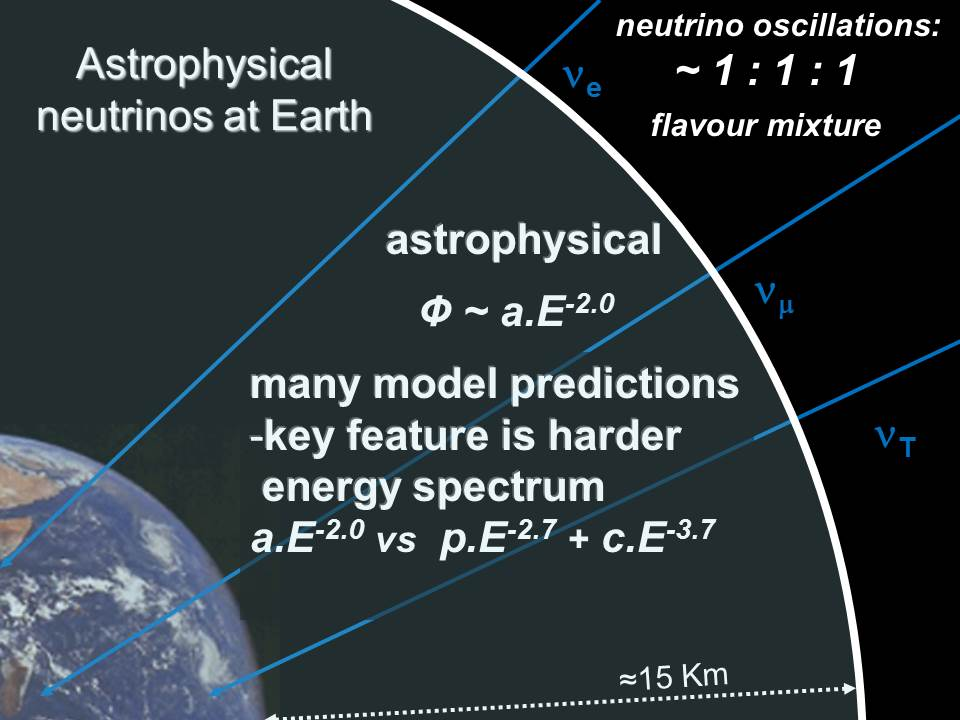 Astrophysical
neutrinos at Earth
neutrino oscillations:
~ 1 : 1 : 1
flavour mixture
νe
astrophysical
Φ ~ a.E-2.0
νμ
many model predictions
-key feature is harder
energy spectrum
a.E-2.0 vs p.E-2.7 + c.E-3.7
νT
≈15 Km